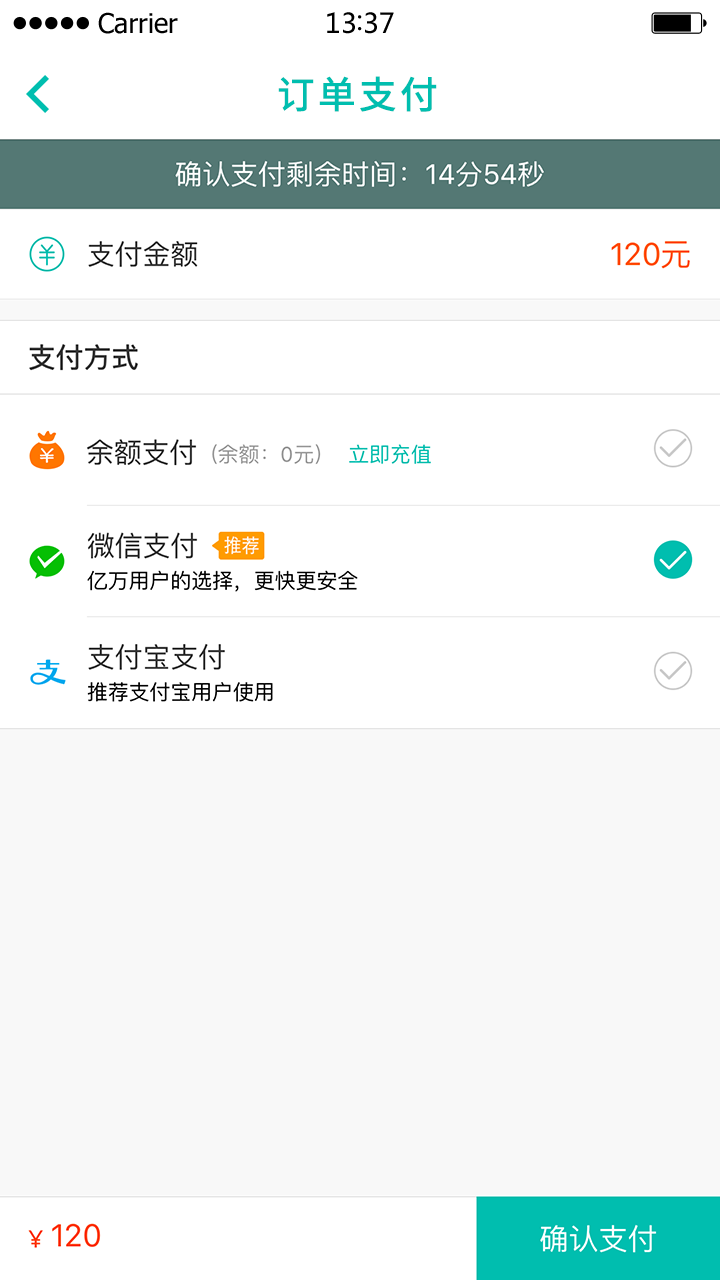 Carrier 13:37
订单支付
确认支付剩余时间：14分54秒
支付金额 120元
支付方式
余额支付（余额：0元） 立即充值
微信支付 推荐
亿万用户的选择，更快更安全
支付宝支付
推荐支付宝用户使用
¥ 120 确认支付